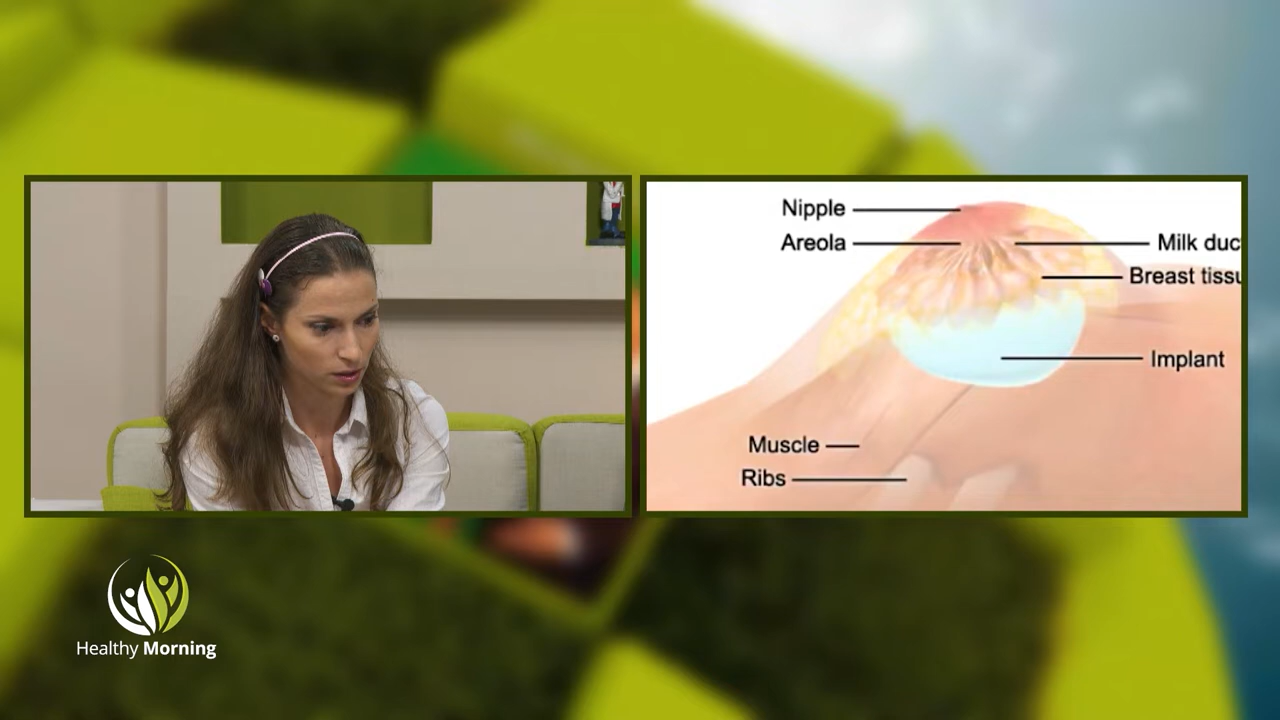 Nipple
Areola
Milk duc
Breast tissu
Implant
Muscle
Ribs
Healthy Morning